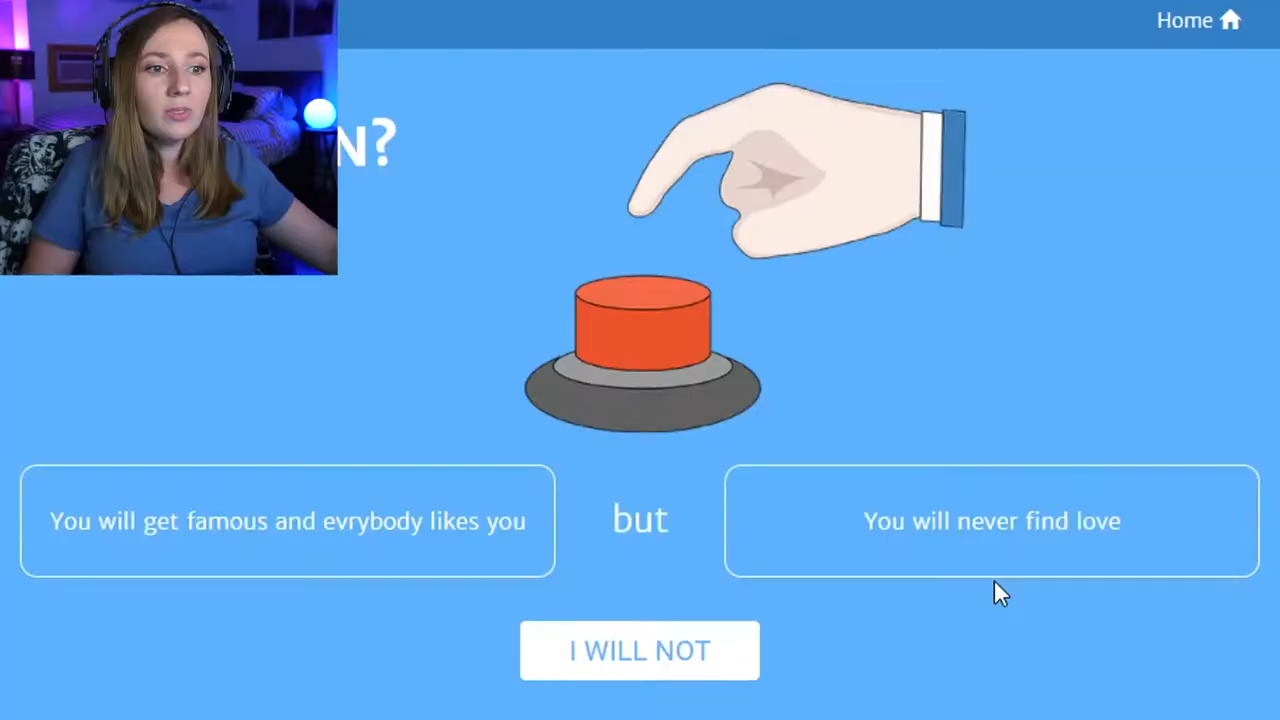 Home
N?
You will get famous and evrybody likes you
but
You will never find love
I WILL NOT